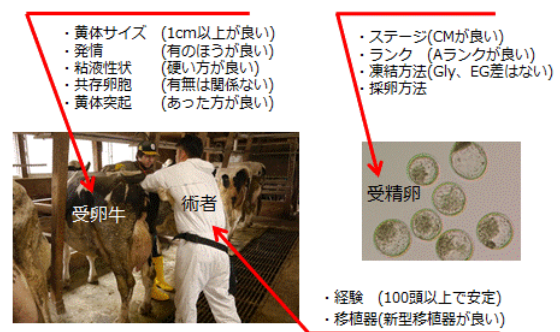 ・黄体サイズ (1cm以上が良い)
・発情 (有のほうが良い)
・粘液性状 (硬い方が良い)
・共存卵胞 (有無は関係ない)
・黄体突起 (あった方が良い)
・ステージ(CMが良い)
・ランク (Aランクが良い)
・凍結方法(Gly、EG差はない)
・採卵方法
受卵牛
術者
受精卵
・経験 (100頭以上で安定)
・移植器(新型移植器が良い)